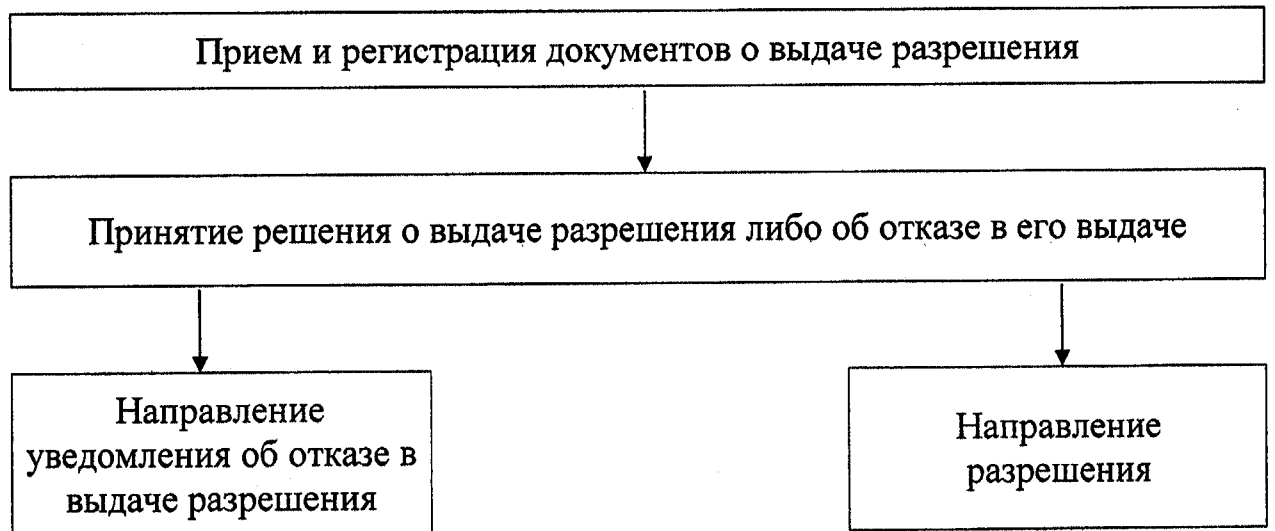 Прием и регистрация документов о выдаче разрешения
Принятие решения о выдаче разрешения либо об отказе в его выдаче
Направление
уведомления об отказе в
выдаче разрешения
Направление
разрешения